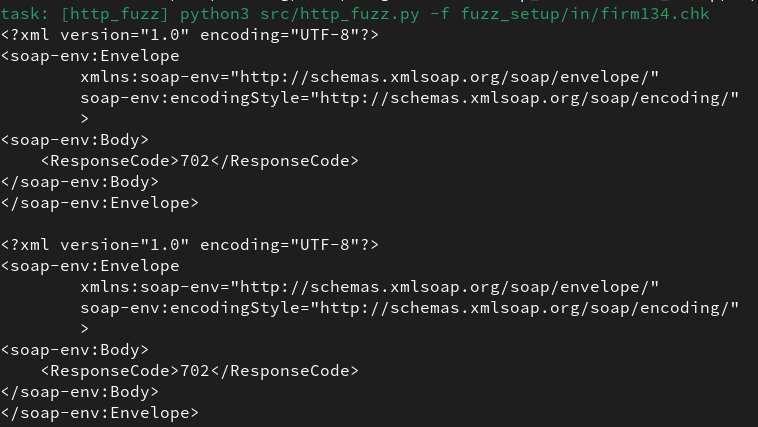 task: [http_fuzz] python3 src/http_fuzz.py -f fuzz_setup/in/firm134.chk
<?xml version="1.0" encoding="UTF-8"?>
<soap-env:Envelope
        xmlns:soap-env="http://schemas.xmlsoap.org/soap/envelope/"
        soap-env:encodingStyle="http://schemas.xmlsoap.org/soap/encoding/"
        >
<soap-env:Body>
    <ResponseCode>702</ResponseCode>
</soap-env:Body>
</soap-env:Envelope>

<?xml version="1.0" encoding="UTF-8"?>
<soap-env:Envelope
        xmlns:soap-env="http://schemas.xmlsoap.org/soap/envelope/"
        soap-env:encodingStyle="http://schemas.xmlsoap.org/soap/encoding/"
        >
<soap-env:Body>
    <ResponseCode>702</ResponseCode>
</soap-env:Body>
</soap-env:Envelope>